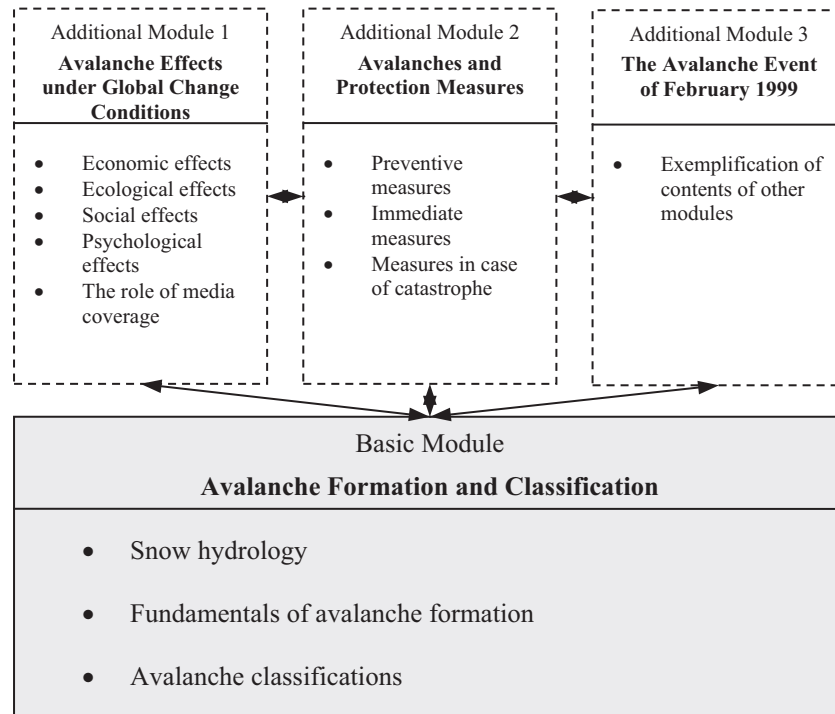 Additional Module 1
Avalanche Effects
under Global Change
Conditions
• Economic effects
• Ecological effects
• Social effects
• Psychological
effects
• The role of media
coverage
Additional Module 2
Avalanches and
Protection Measures
• Preventive
measures
• Immediate
measures
• Measures in case
of catastrophe
Additional Module 3
The Avalanche Event
of February 1999
• Exemplification of
contents of other
modules
Basic Module
Avalanche Formation and Classification
• Snow hydrology
• Fundamentals of avalanche formation
• Avalanche classifications